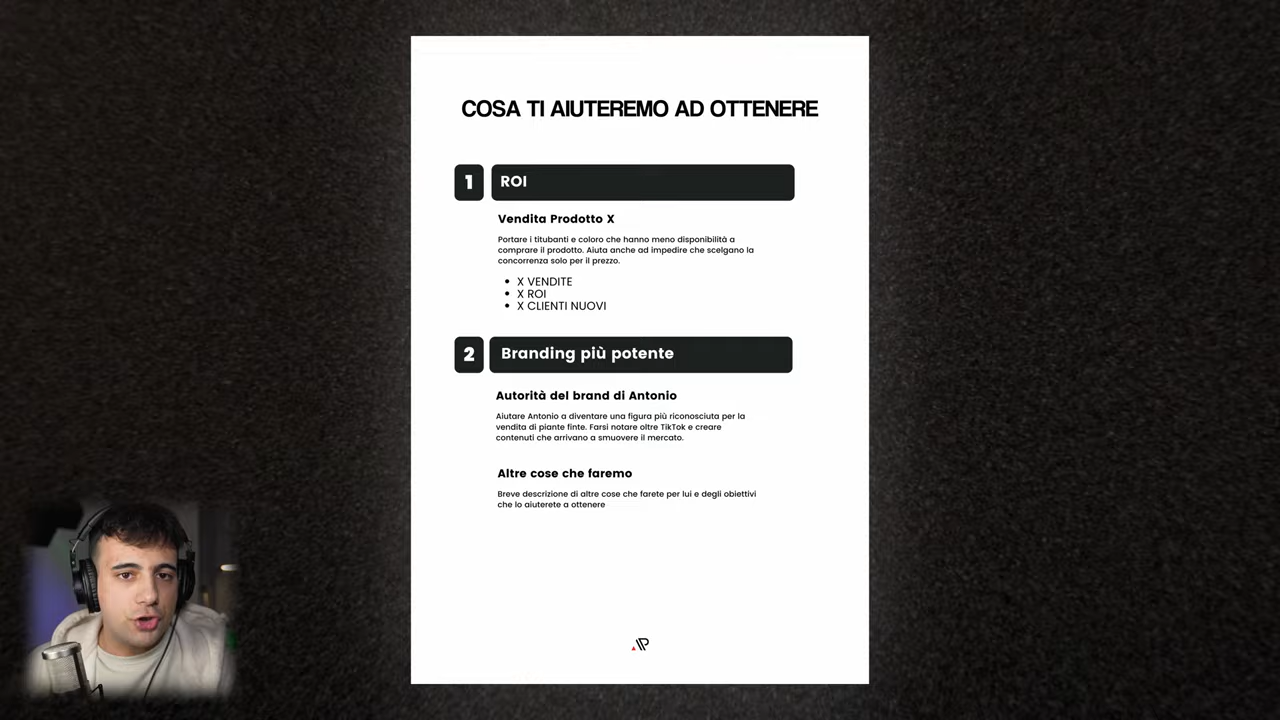 COSA TI AIUTEREMO AD OTTENERE
1
ROI
Vendita Prodotto X
Portare i titubanti e coloro che hanno meno disponibilità a
comprare il prodotto. Aiuta anche ad impedire che scelgano la
concorrenza solo per il prezzo.
• X VENDITE
• X ROI
• X CLIENTI NUOVI
2
Branding più potente
Autorità del brand di Antonio
Aiutare Antonio a diventare una figura più riconosciuta per la
vendita di piante finte. Farsi notare oltre TikTok e creare
contenuti che arrivano a smuovere il mercato.
Altre cose che faremo
Breve descrizione di altre cose che farete per lui e degli obiettivi
che lo aiuterete a ottenere